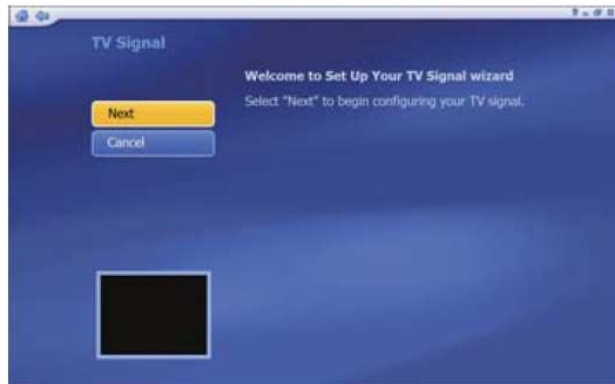 TV Signal
Welcome to Set Up Your TV Signal wizard
Select "Next" to begin configuring your TV signal.
Next
Cancel